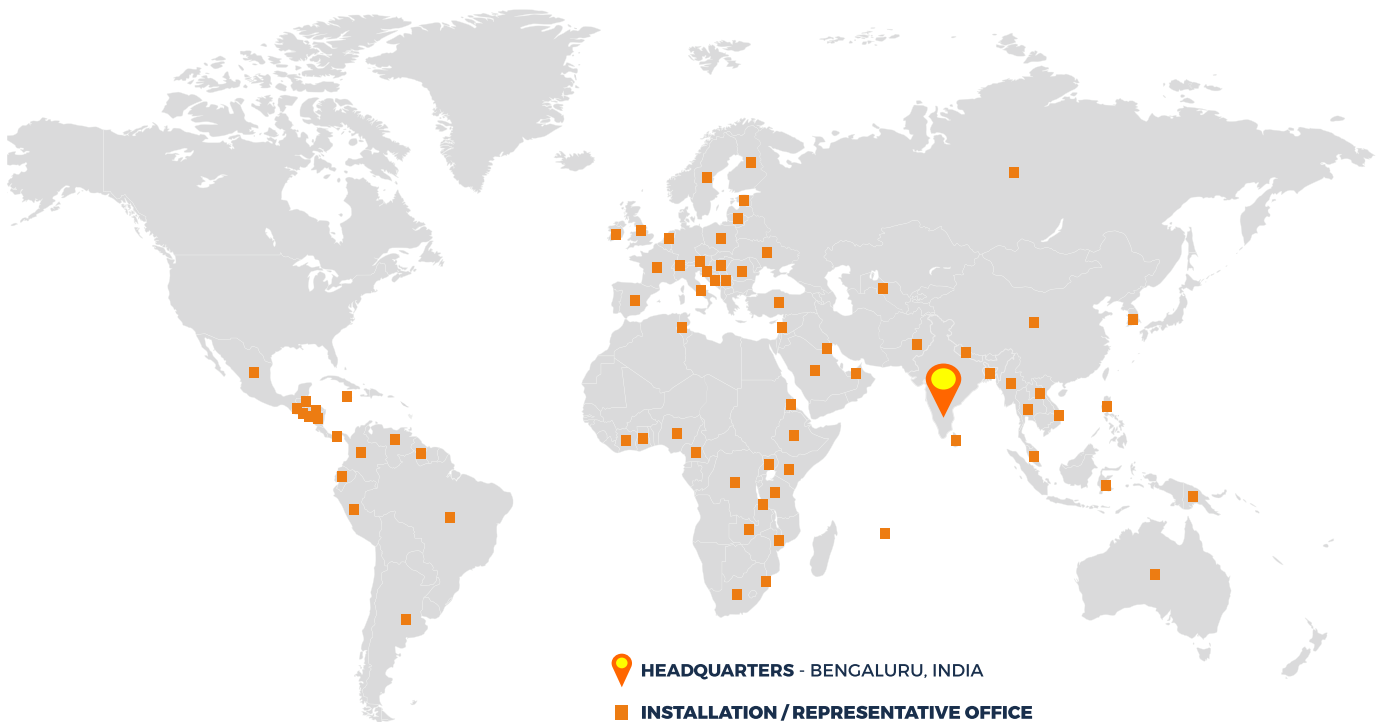 HEADQUARTERS - BENGALURU, INDIA
INSTALLATION / REPRESENTATIVE OFFICE